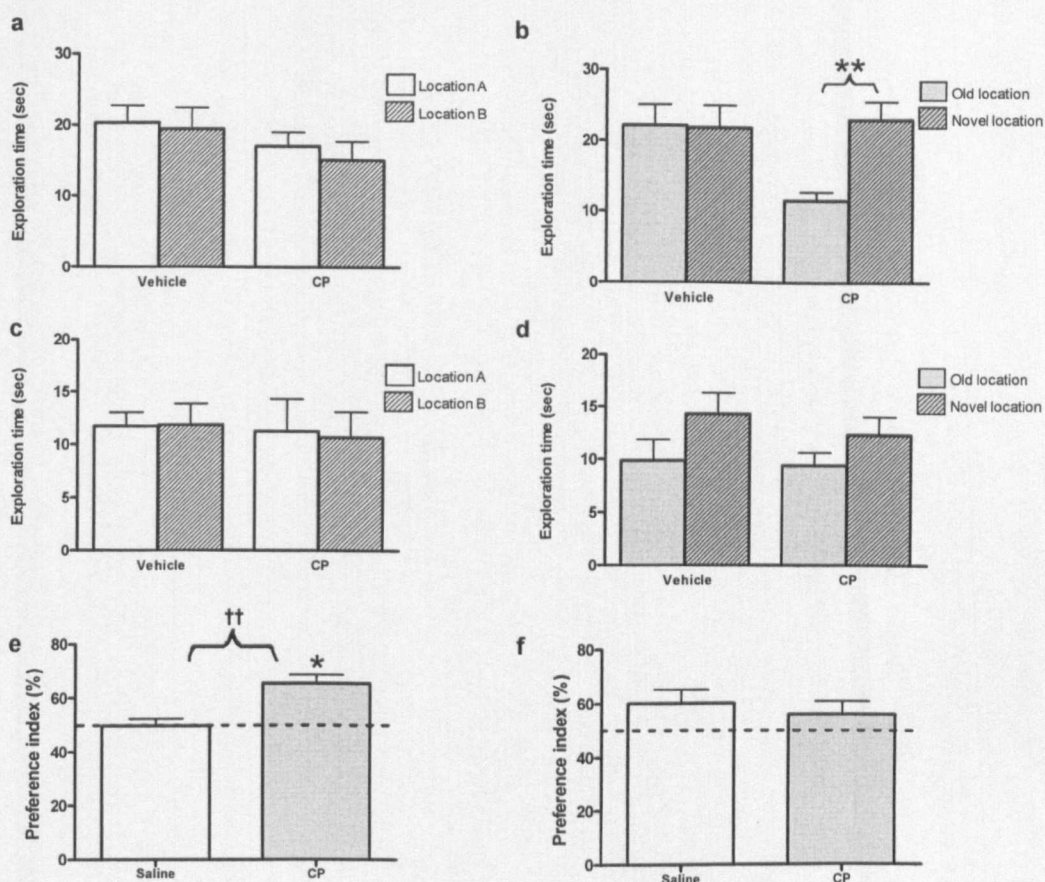 a
30
20
10
0
Exploration time (sec)
Vehicle
CP
Location A
Location B
b
**
30
20
10
0
Exploration time (sec)
Vehicle
CP
Old location
Novel location
c
20
15
10
5
0
Exploration time (sec)
Vehicle
CP
Location A
Location B
d
20
15
10
5
0
Exploration time (sec)
Vehicle
CP
Old location
Novel location
e
††
*
80
60
40
20
0
Preference index (%)
Saline
CP
f
80
60
40
20
0
Preference index (%)
Saline
CP